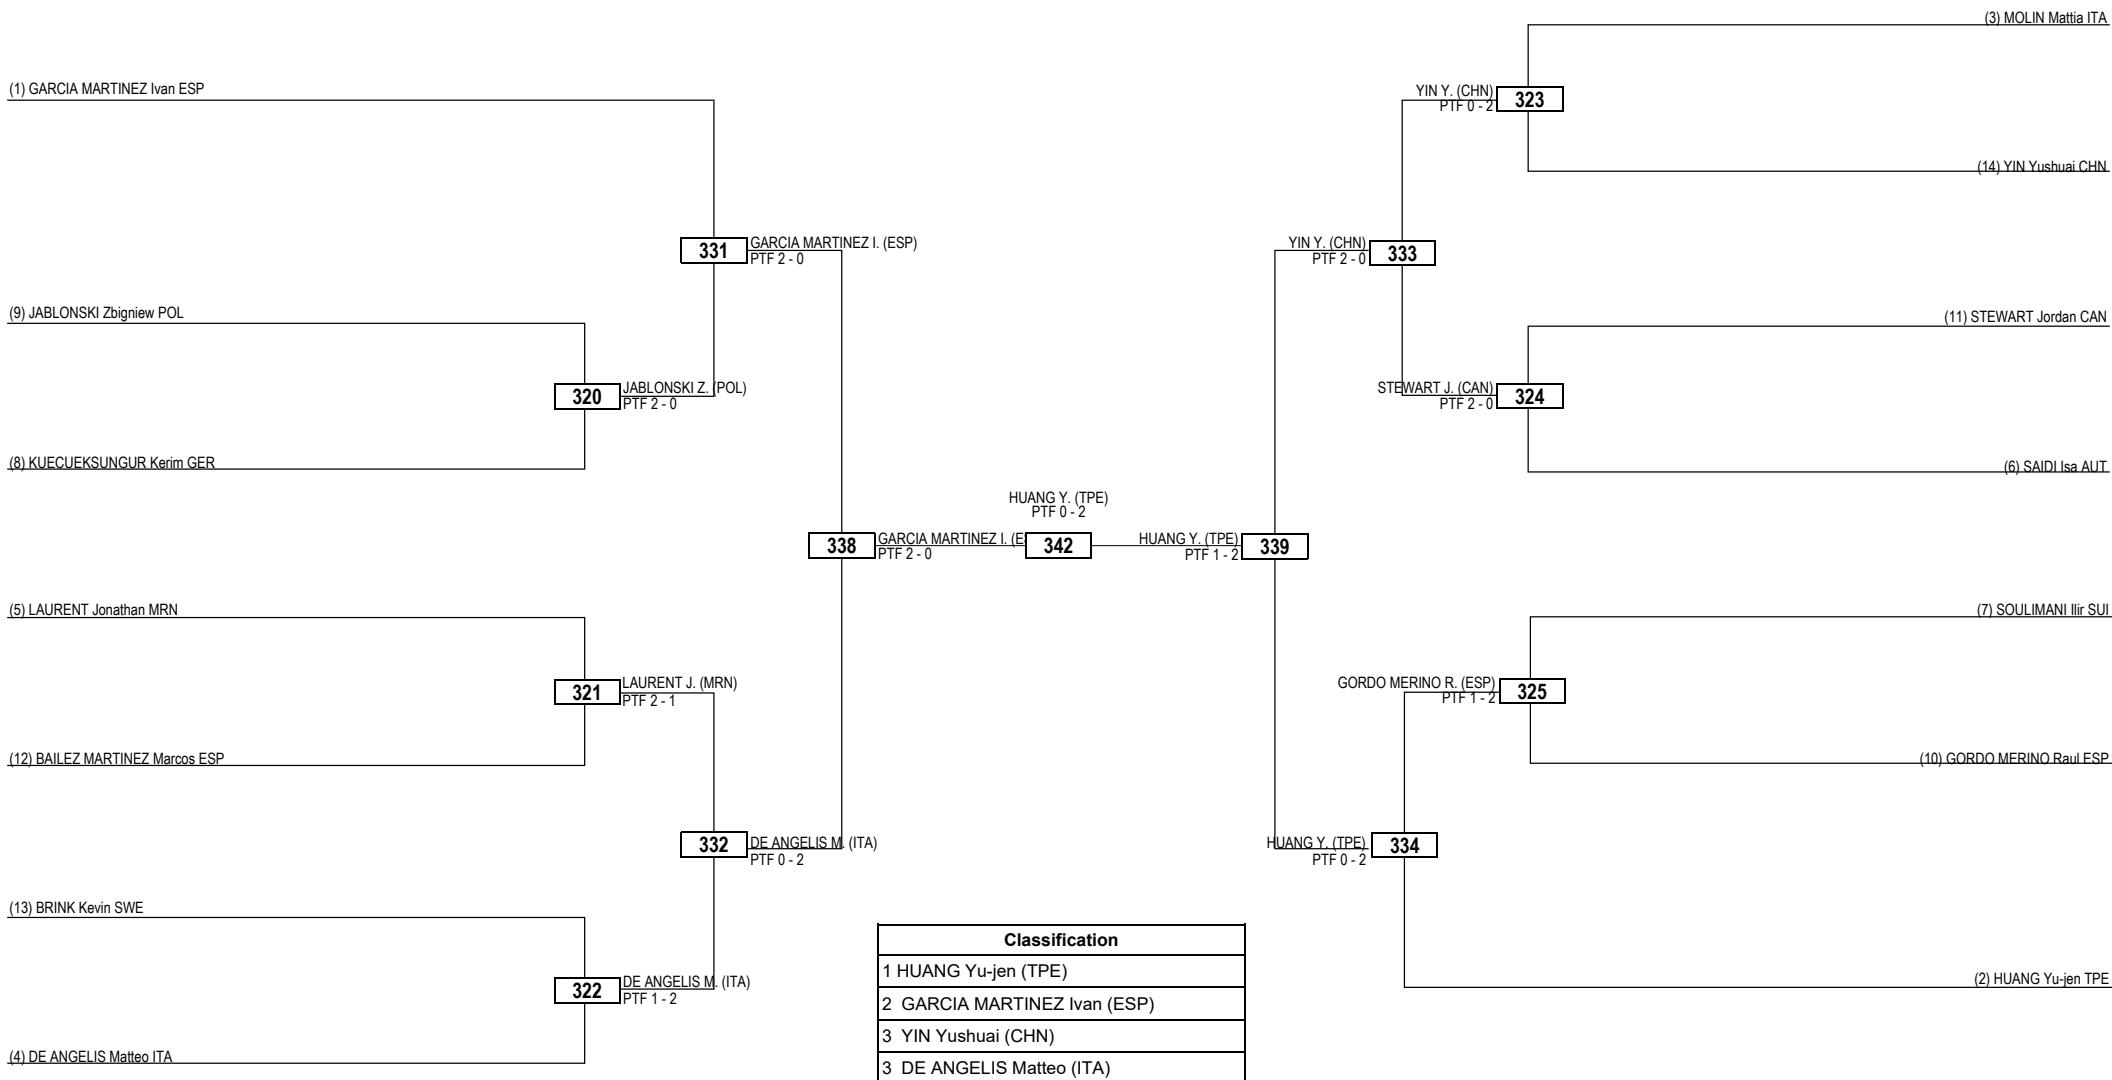 (3) MOLIN Mattia ITA
(1) GARCIA MARTINEZ Ivan ESP
YIN Y. (CHN)
PTF 0 - 2
323
(14) YIN Yushuai CHN
331
GARCIA MARTINEZ I. (ESP)
PTF 2 - 0
YIN Y. (CHN)
PTF 2 - 0
333
(9) JABLONSKI Zbigniew POL
(11) STEWART Jordan CAN
320
JABLONSKI Z. (POL)
PTF 2 - 0
STEWART J. (CAN)
PTF 2 - 0
324
(8) KUECUEKSUNGUR Kerim GER
(6) SAIDI Isa AUT
HUANG Y. (TPE)
PTF 0 - 2
338
GARCIA MARTINEZ I. (E
PTF 2 - 0
342
HUANG Y. (TPE)
PTF 1 - 2
339
(5) LAURENT Jonathan MRN
(7) SOULIMANI Ilir SUI
321
LAURENT J. (MRN)
PTF 2 - 1
GORDO MERINO R. (ESP)
PTF 1 - 2
325
(12) BAILEZ MARTINEZ Marcos ESP
(10) GORDO MERINO Raul ESP
332
DE ANGELIS M. (ITA)
PTF 0 - 2
HUANG Y. (TPE)
PTF 0 - 2
334
(13) BRINK Kevin SWE
322
DE ANGELIS M. (ITA)
PTF 1 - 2
(2) HUANG Yu-jen TPE
(4) DE ANGELIS Matteo ITA
Classification
1 HUANG Yu-jen (TPE)
2 GARCIA MARTINEZ Ivan (ESP)
3 YIN Yushuai (CHN)
3 DE ANGELIS Matteo (ITA)